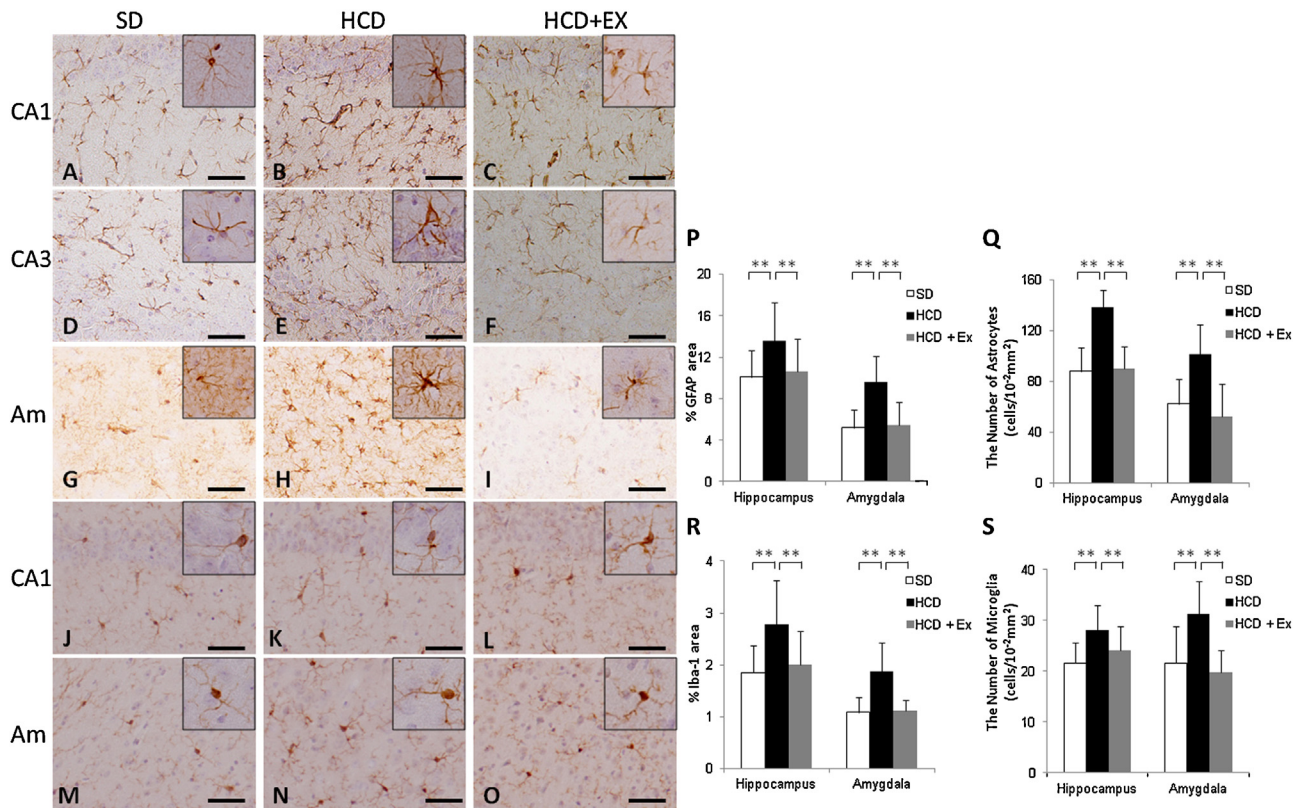 SD HCD HCD+EX
CA1
A B C
CA3
D E F
Am
G H I
CA1
J K L
Am
M N O
P
** ** ** **
% GFAP area
20
16
12
8
4
0
Hippocampus Amygdala
SD
HCD
HCD + Ex
Q
** ** ** **
The Number of Astrocytes
(cells/10⁻²mm²)
160
120
80
40
0
Hippocampus Amygdala
SD
HCD
HCD + Ex
R
** ** ** **
% Iba-1 area
4
3
2
1
0
Hippocampus Amygdala
SD
HCD
HCD + Ex
S
** ** ** **
The Number of Microglia
(cells/10⁻²mm²)
40
30
20
10
0
Hippocampus Amygdala
SD
HCD
HCD + Ex